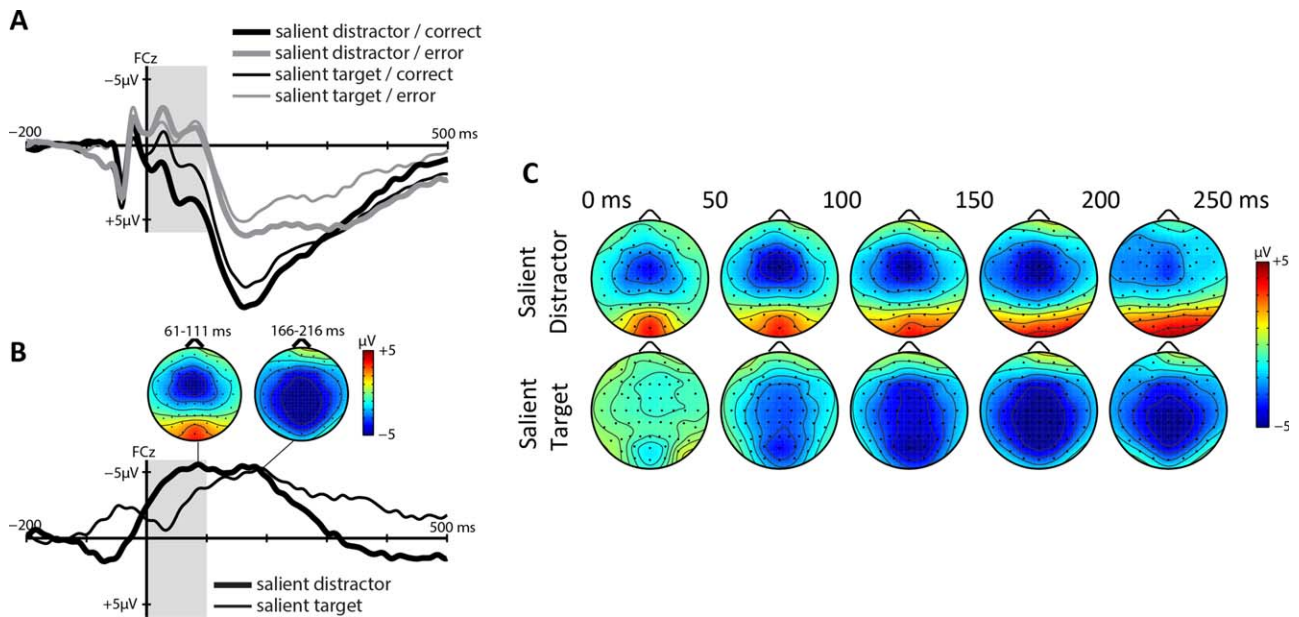 A
salient distractor / correct
salient distractor / error
salient target / correct
salient target / error
FCz
−5µV
−200
500 ms
+5µV
B
61-111 ms
166-216 ms
µV
+5
−5
FCz
−5µV
−200
500 ms
+5µV
salient distractor
salient target
C
0 ms 50 100 150 200 250 ms
Salient
Distractor
Salient
Target
µV
+5
−5